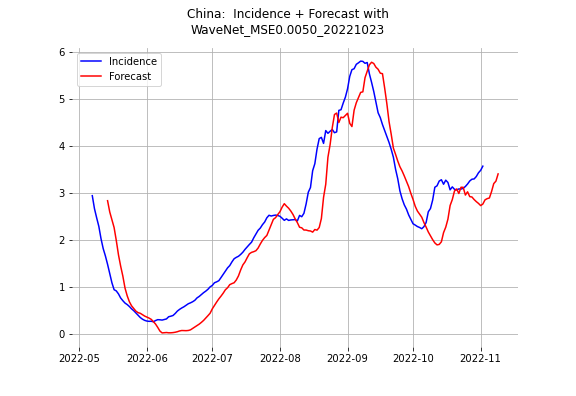 China:  Incidence + Forecast with
WaveNet_MSE0.0050_20221023
Incidence
Forecast
6
5
4
3
2
1
0
2022-05 2022-06 2022-07 2022-08 2022-09 2022-10 2022-11